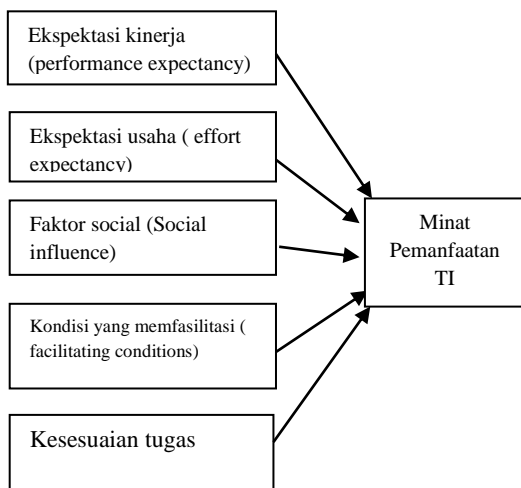 Ekspektasi kinerja
(performance expectancy)
Ekspektasi usaha ( effort
expectancy)
Faktor social (Social
influence)
Kondisi yang memfasilitasi (
facilitating conditions)
Kesesuaian tugas
Minat
Pemanfaatan
TI